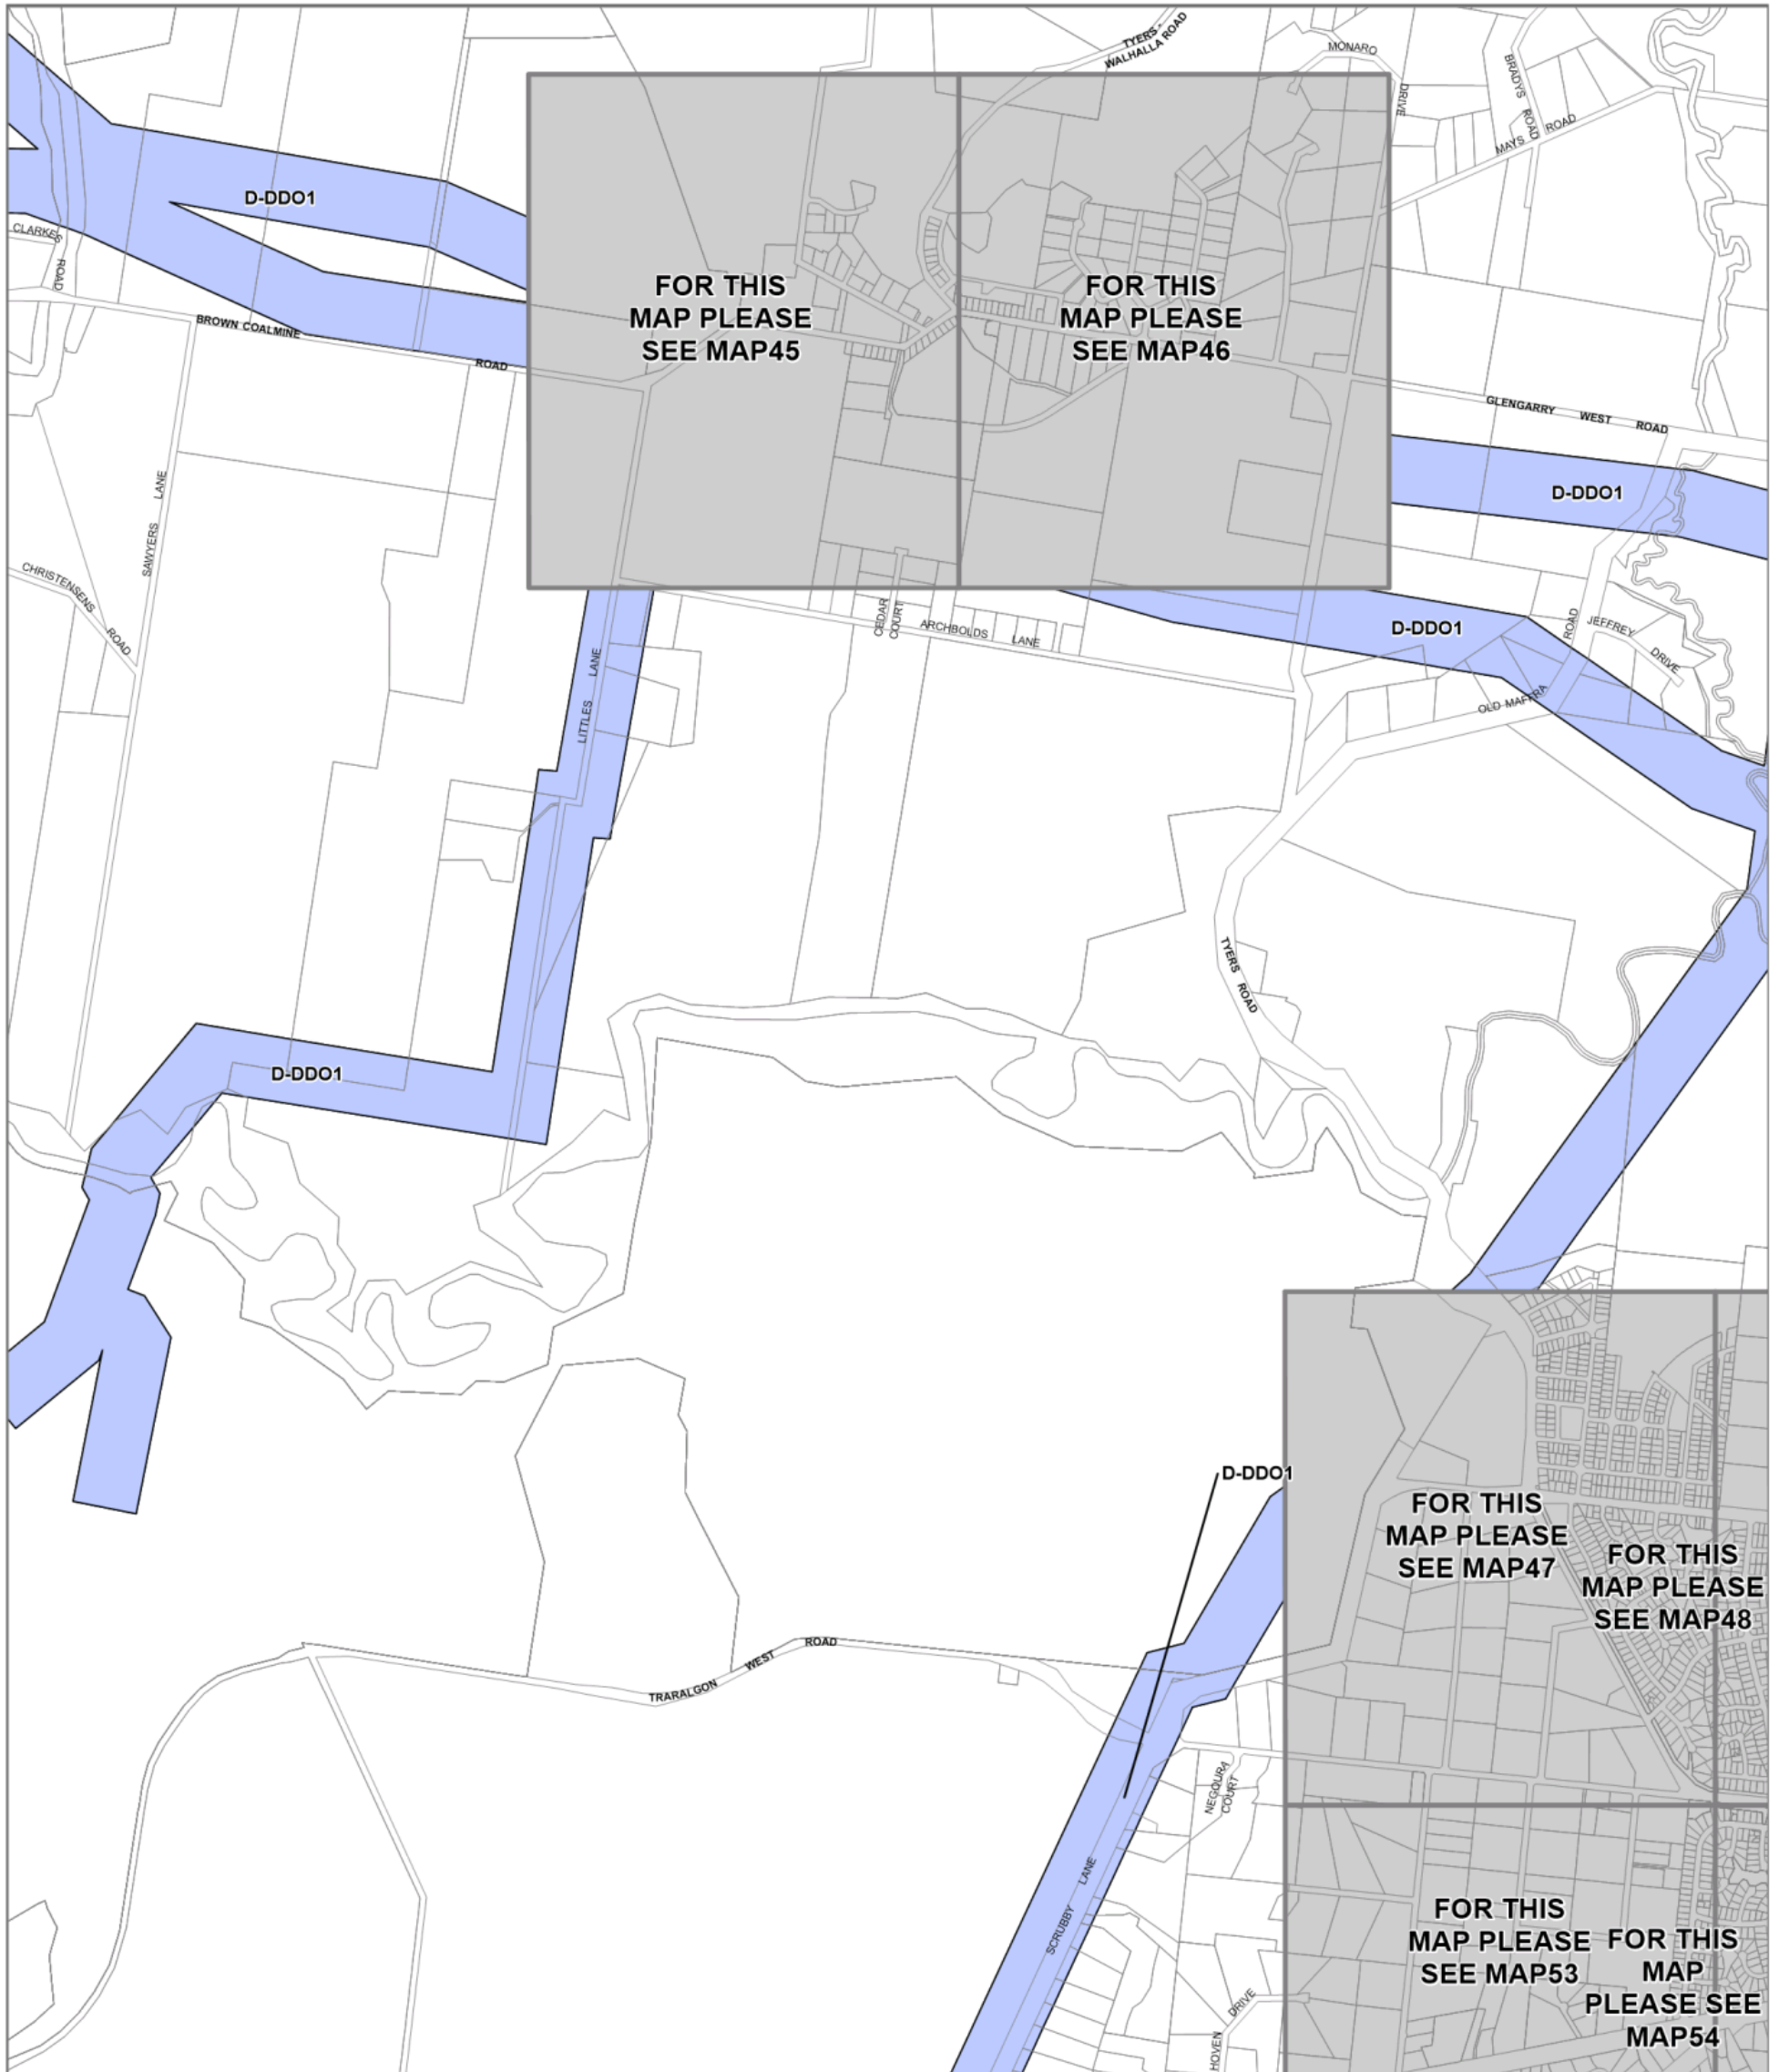 TYERS -
WALHALLA ROAD
MONARO
DRIVE
BRADYS ROAD
MAYS ROAD
D-DDO1
CLARKES
ROAD
BROWN COALMINE ROAD
FOR THIS
MAP PLEASE
SEE MAP45
FOR THIS
MAP PLEASE
SEE MAP46
GLENGARRY WEST ROAD
D-DDO1
SAWYERS LANE
CHRISTENSENS ROAD
CEDAR
COURT
ARCHBOLDS LANE
D-DDO1
JEFFREY DRIVE
OLD MAFFRA
ROAD
LITTLES LANE
TYERS ROAD
D-DDO1
D-DDO1
FOR THIS
MAP PLEASE
SEE MAP47
FOR THIS
MAP PLEASE
SEE MAP48
TRARALGON WEST ROAD
NEGOURA
COURT
SCRUBBY LANE
FOR THIS
MAP PLEASE
SEE MAP53
FOR THIS
MAP
PLEASE SEE
MAP54
DRIVE
HOVEN